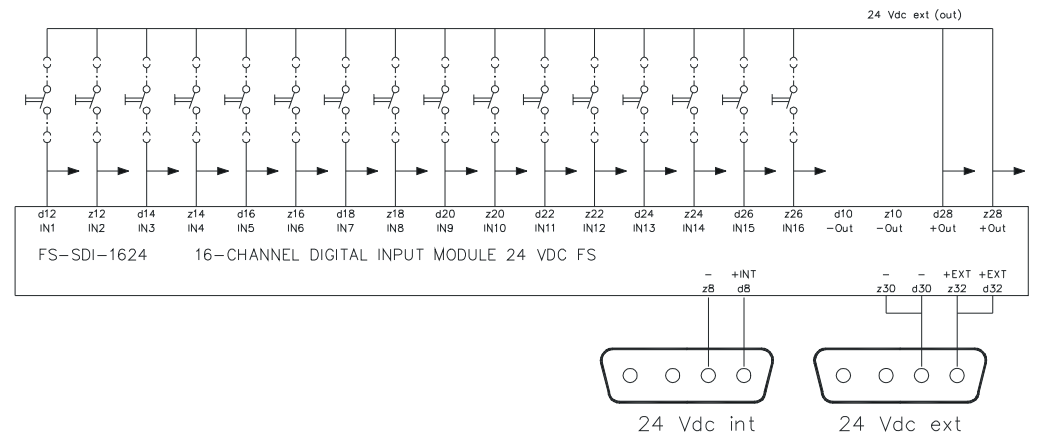 24 Vdc ext (out)
d12 z12 d14 z14 d16 z16 d18 z18 d20 z20 d22 z22 d24 z24 d26 z26 d10 z10 d28 z28
IN1 IN2 IN3 IN4 IN5 IN6 IN7 IN8 IN9 IN10 IN11 IN12 IN13 IN14 IN15 IN16 −Out −Out +Out +Out
FS−SDI−1624 16−CHANNEL DIGITAL INPUT MODULE 24 VDC FS
− +INT − − +EXT +EXT
z8 d8 z30 d30 z32 d32
24 Vdc int 24 Vdc ext